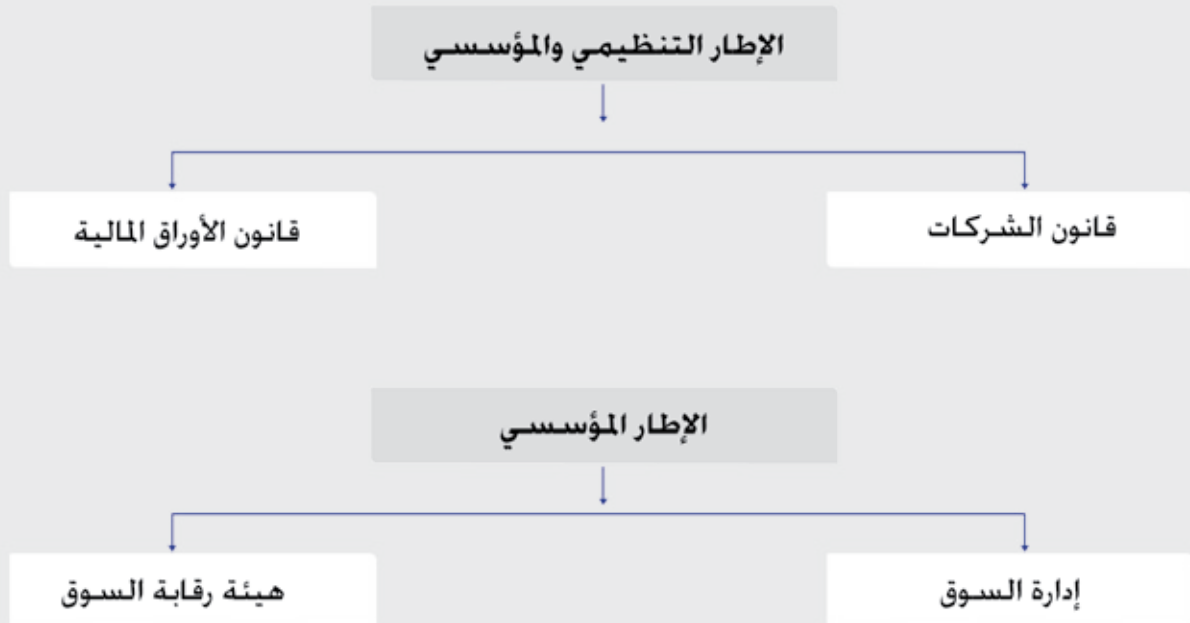 الإطار التنظيمي والمؤسسي
قانون الشركات
قانون الأوراق المالية
الإطار المؤسسي
إدارة السوق
هيئة رقابة السوق